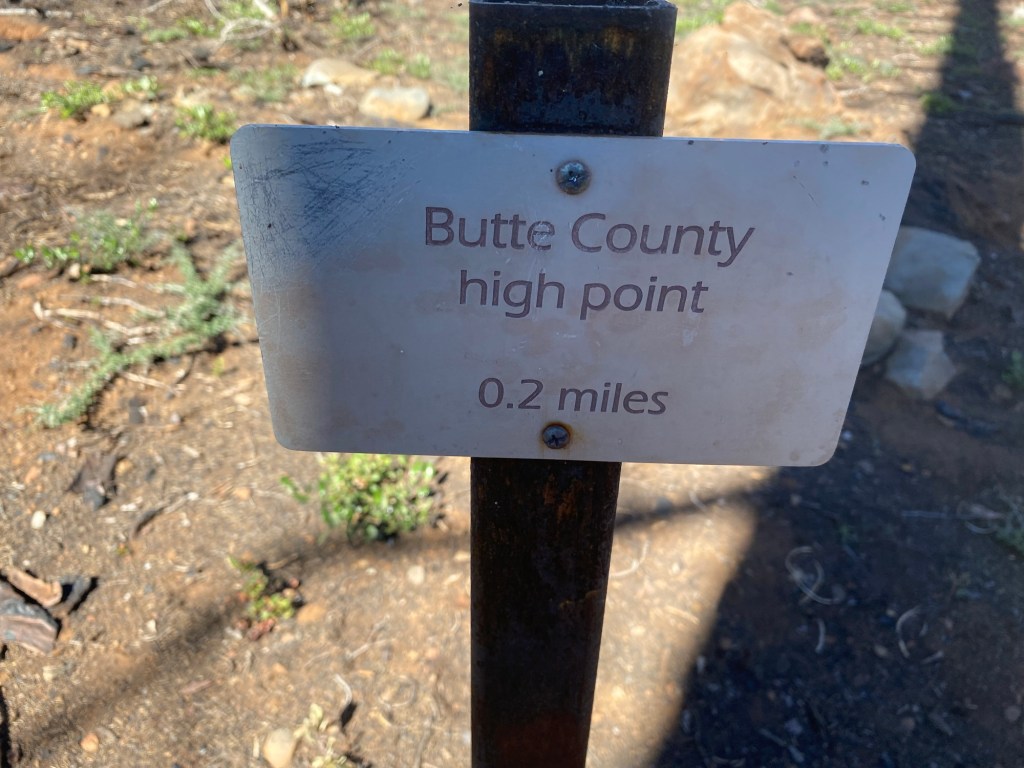 Butte County
high point
0.2 miles